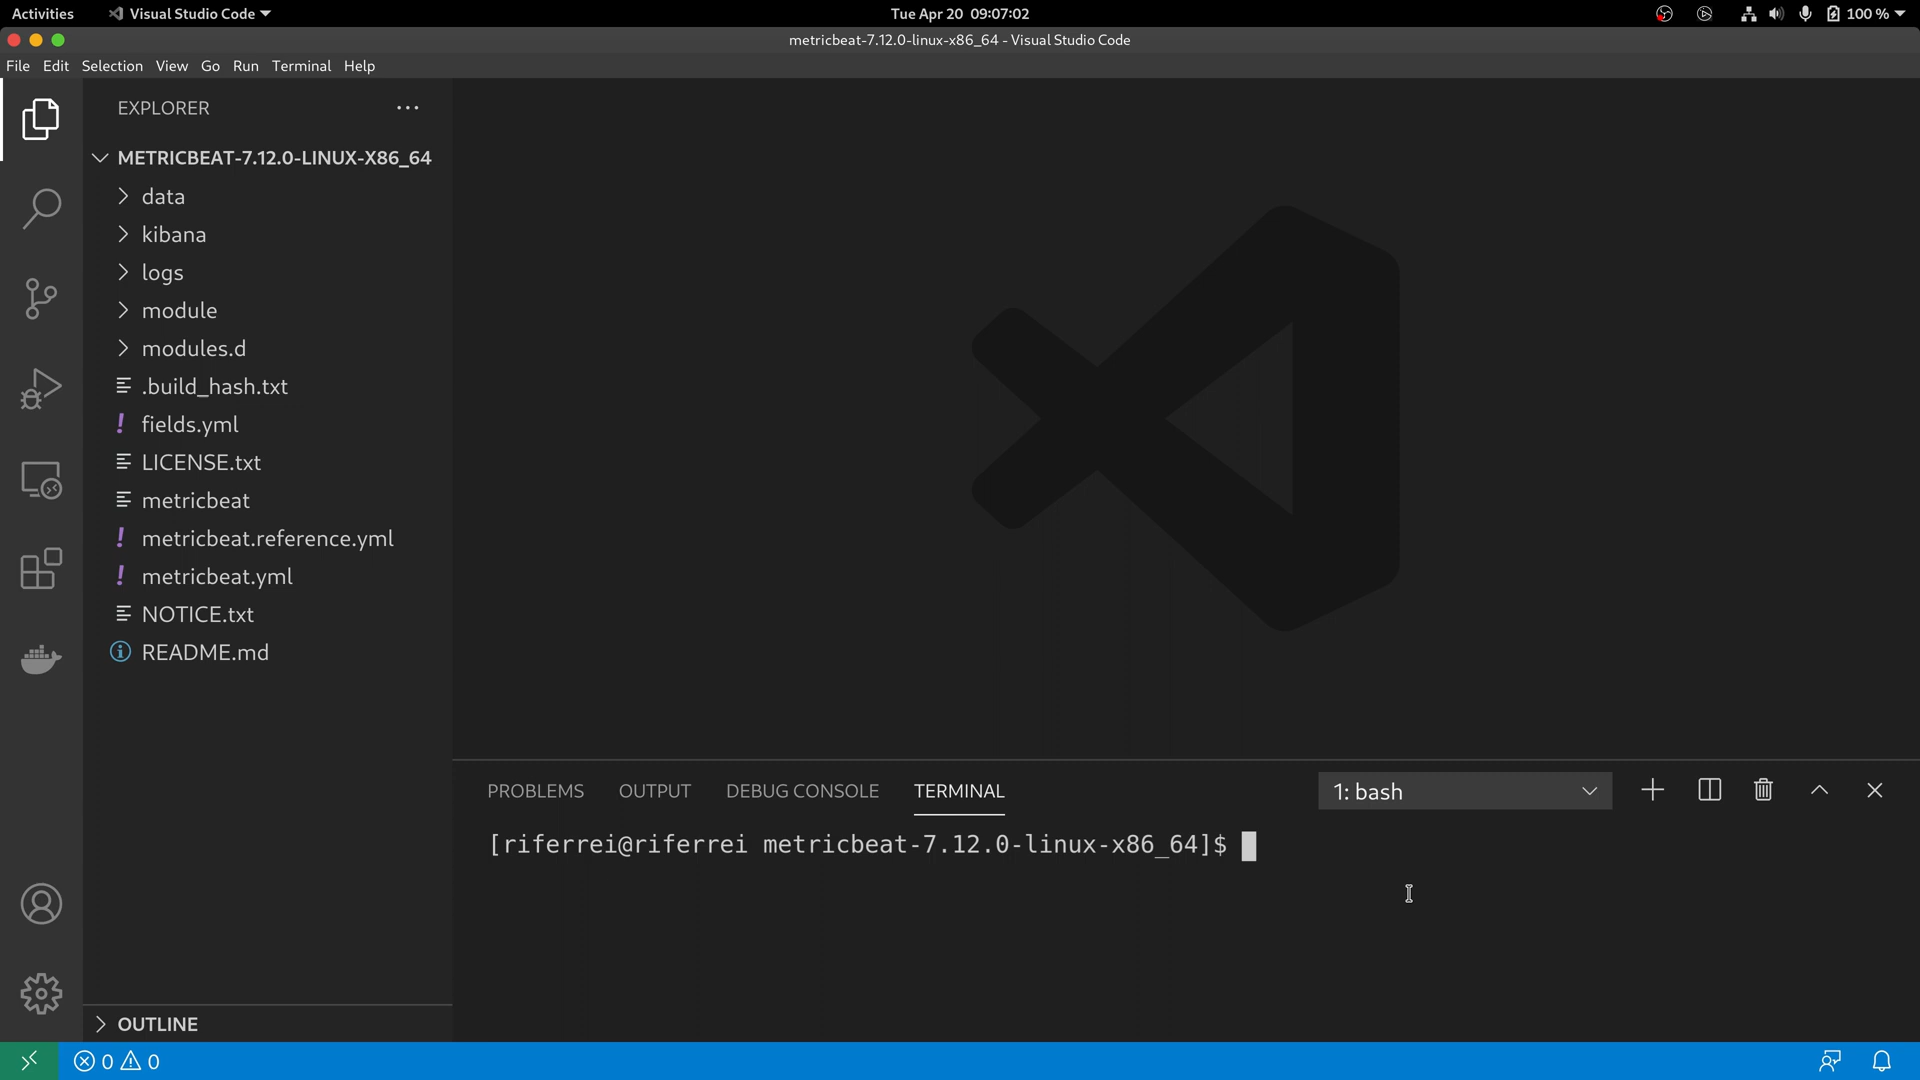 Activities
Visual Studio Code
Tue Apr 20 09:07:02
100 %
metricbeat-7.12.0-linux-x86_64 - Visual Studio Code
File Edit Selection View Go Run Terminal Help
EXPLORER
METRICBEAT-7.12.0-LINUX-X86_64
data
kibana
logs
module
modules.d
.build_hash.txt
! fields.yml
LICENSE.txt
metricbeat
! metricbeat.reference.yml
! metricbeat.yml
NOTICE.txt
README.md
PROBLEMS OUTPUT DEBUG CONSOLE TERMINAL
1: bash
[riferrei@riferrei metricbeat-7.12.0-linux-x86_64]$
OUTLINE
0 0